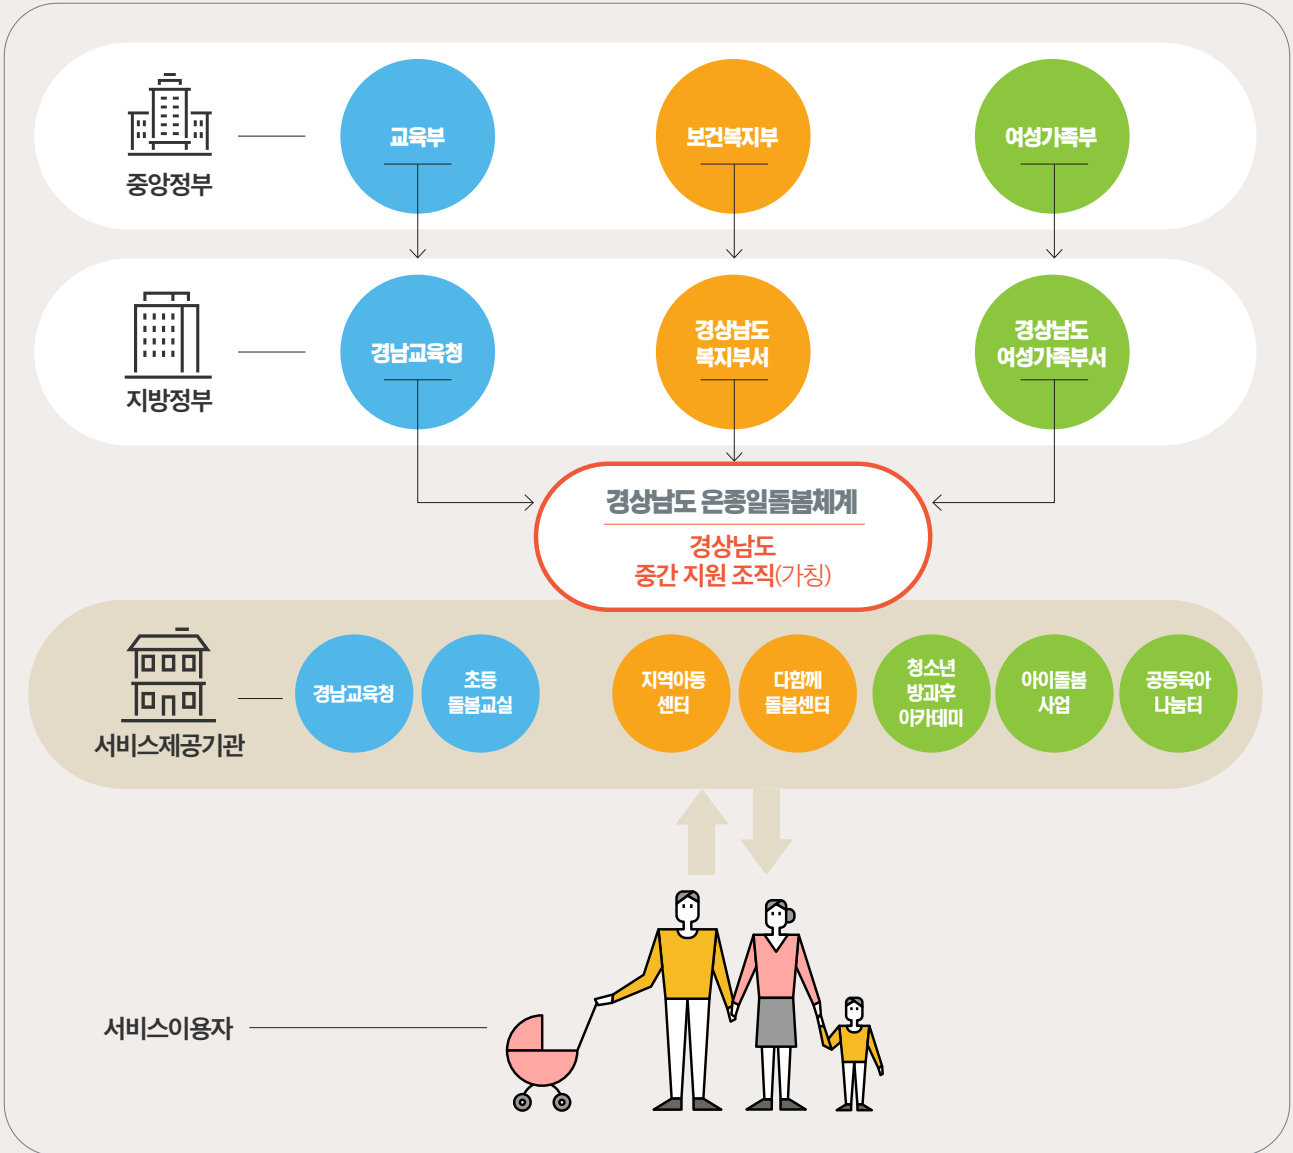 중앙정부
교육부
보건복지부
여성가족부
지방정부
경남교육청
경상남도
복지부서
경상남도
여성가족부서
경상남도 온종일돌봄체계
경상남도
중간 지원 조직(가칭)
서비스제공기관
경남교육청
초등
돌봄교실
지역아동
센터
다함께
돌봄센터
청소년
방과후
아카데미
아이돌봄
사업
공동육아
나눔터
서비스이용자